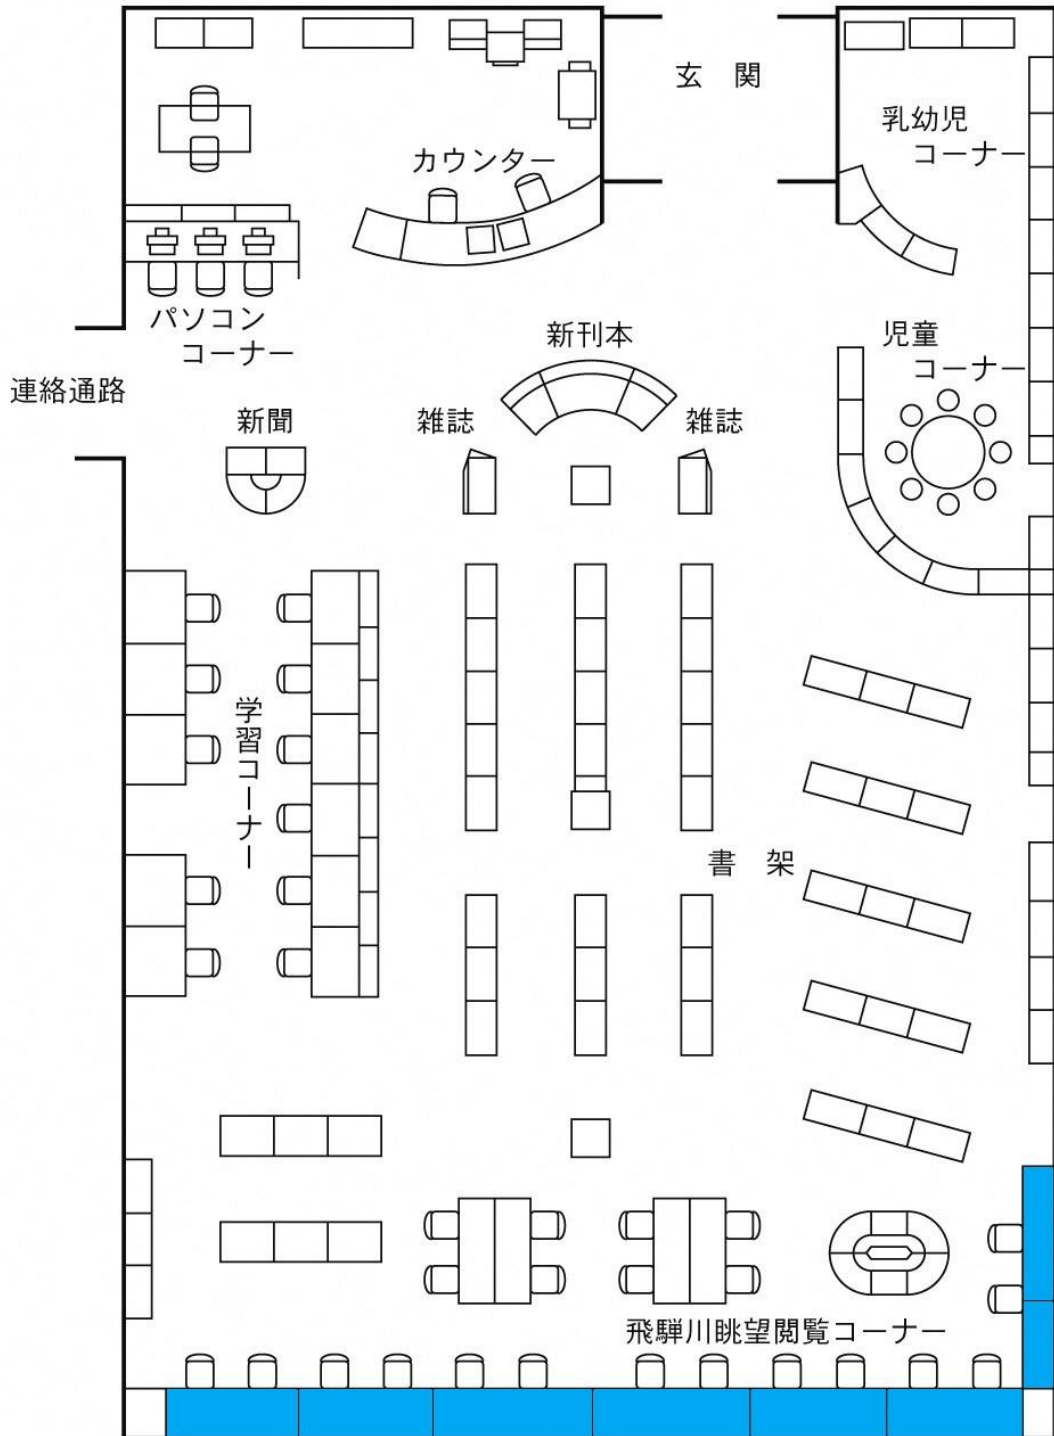 玄　関
乳幼児
コーナー
カウンター
パソコン
コーナー
新刊本
児童
コーナー
連絡通路
新聞
雑誌
雑誌
学習コーナー
書　架
飛騨川眺望閲覧コーナー